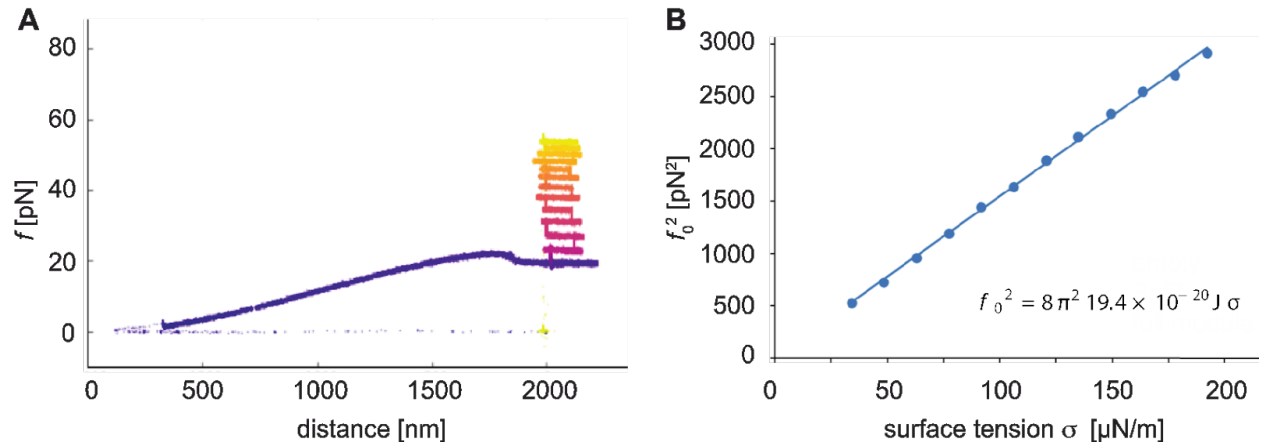 A
80
60
40
20
0
f [pN]
0 500 1000 1500 2000
distance [nm]
B
3000
2500
2000
1500
1000
500
0
f₀² [pN²]
f₀² = 8 π² 19.4 × 10⁻²⁰ J σ
0 50 100 150 200
surface tension σ [µN/m]